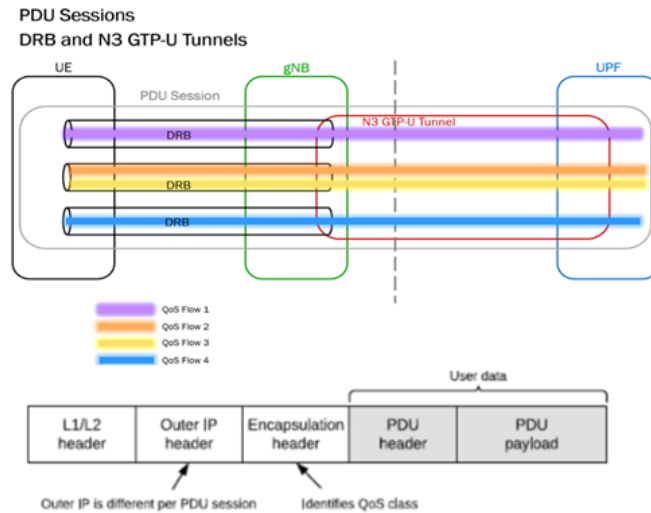 PDU Sessions
DRB and N3 GTP-U Tunnels
UE
gNB
UPF
PDU Session
N3 GTP-U Tunnel
DRB
DRB
DRB
QoS Flow 1
QoS Flow 2
QoS Flow 3
QoS Flow 4
User data
L1/L2
header
Outer IP
header
Encapsulation
header
PDU
header
PDU
payload
Outer IP is different per PDU session
Identifies QoS class